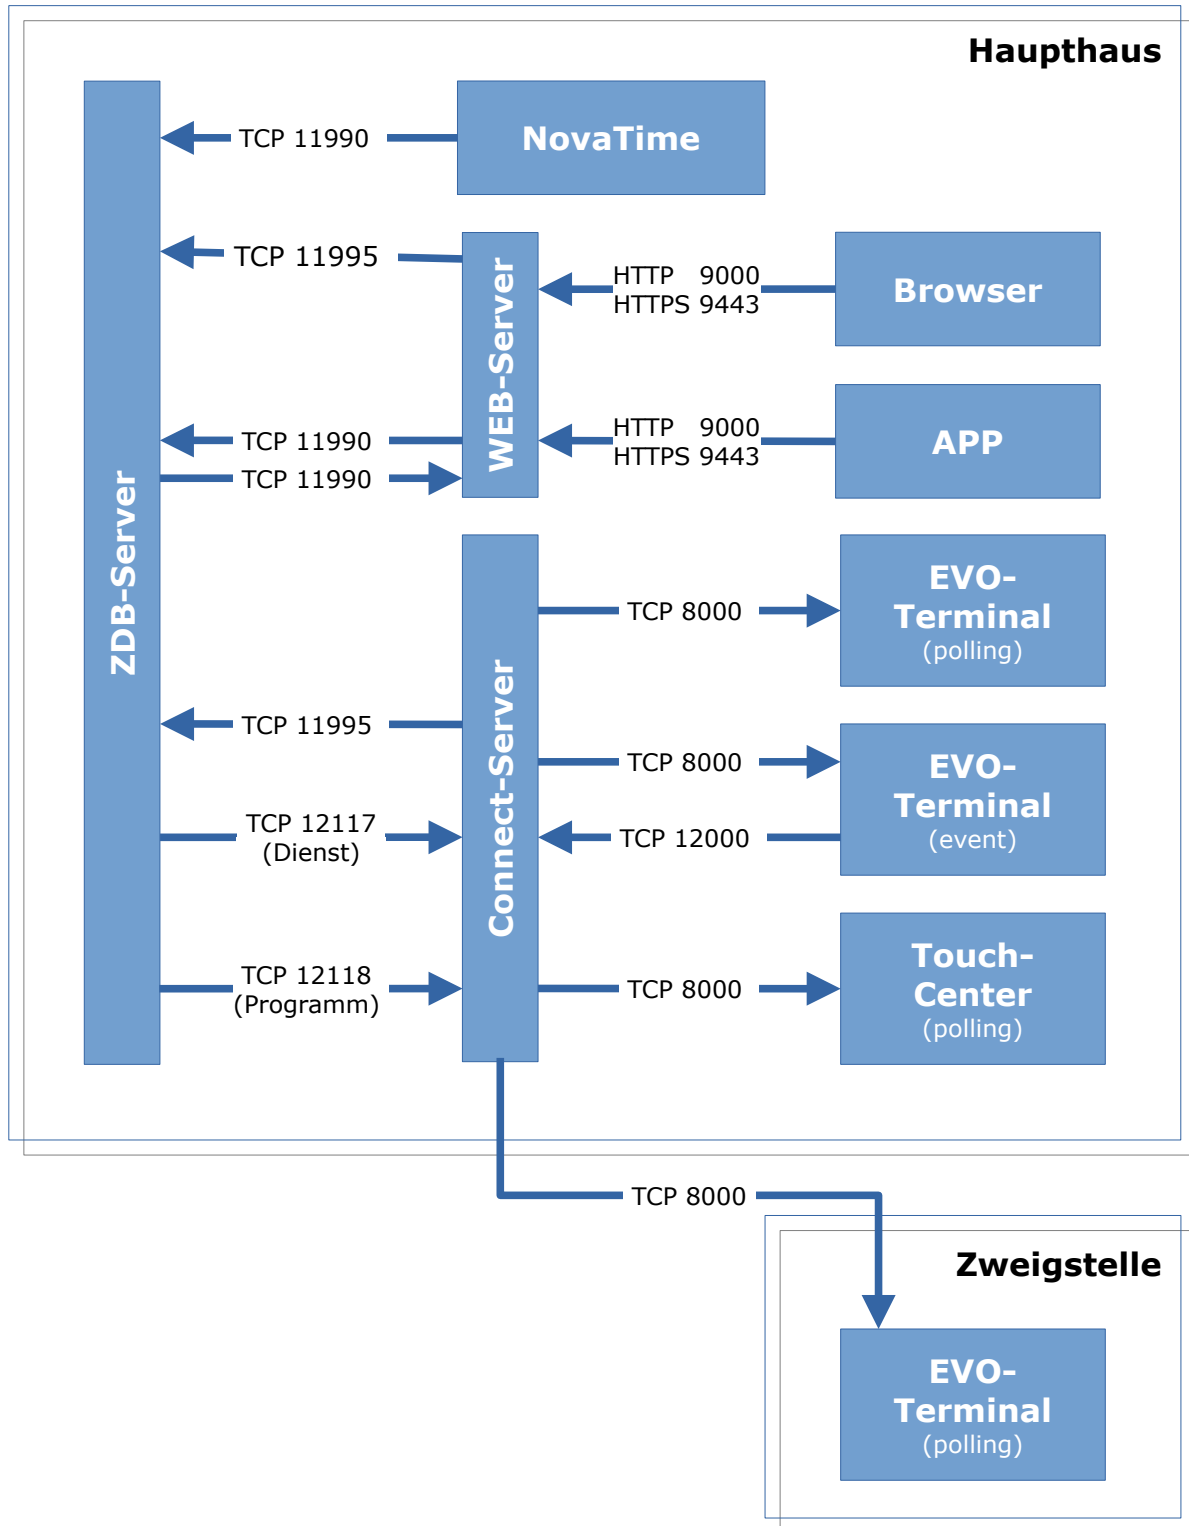 Haupthaus
TCP 11990
NovaTime
TCP 11995
WEB-Server
HTTP 9000
HTTPS 9443
Browser
TCP 11990
TCP 11990
HTTP 9000
HTTPS 9443
APP
ZDB-Server
Connect-Server
TCP 8000
EVO-
Terminal
(polling)
TCP 11995
TCP 8000
EVO-
Terminal
(event)
TCP 12117
(Dienst)
TCP 12000
TCP 12118
(Programm)
TCP 8000
Touch-
Center
(polling)
TCP 8000
Zweigstelle
EVO-
Terminal
(polling)